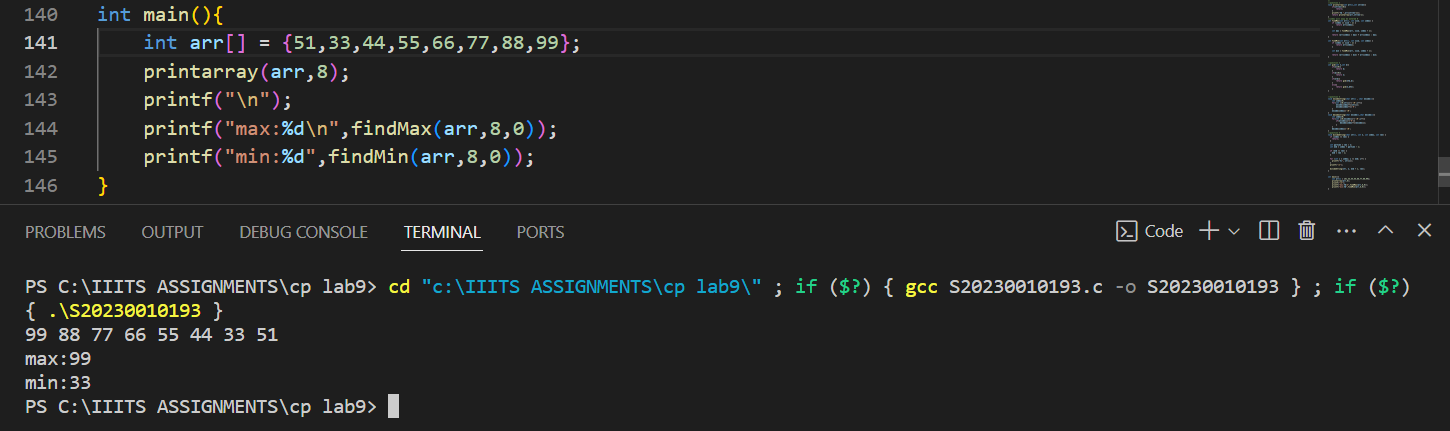 140 int main(){
141 int arr[] = {51,33,44,55,66,77,88,99};
142 printarray(arr,8);
143 printf("\n");
144 printf("max:%d\n",findMax(arr,8,0));
145 printf("min:%d",findMin(arr,8,0));
146 }
PROBLEMS OUTPUT DEBUG CONSOLE TERMINAL PORTS Code
PS C:\IIITS ASSIGNMENTS\cp lab9> cd "c:\IIITS ASSIGNMENTS\cp lab9\" ; if ($?) { gcc S20230010193.c -o S20230010193 } ; if ($?)
{ .\S20230010193 }
99 88 77 66 55 44 33 51
max:99
min:33
PS C:\IIITS ASSIGNMENTS\cp lab9>